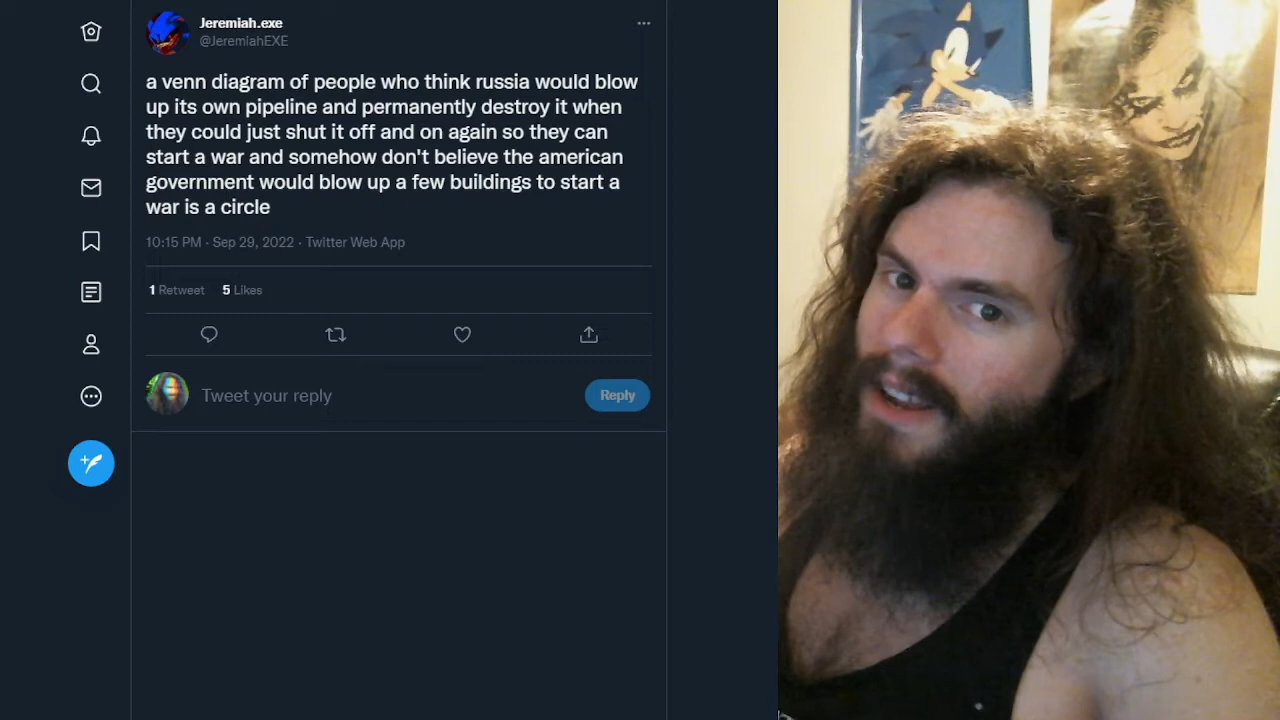 Jeremiah.exe
@JeremiahEXE
a venn diagram of people who think russia would blow
up its own pipeline and permanently destroy it when
they could just shut it off and on again so they can
start a war and somehow don't believe the american
government would blow up a few buildings to start a
war is a circle
10:15 PM · Sep 29, 2022 · Twitter Web App
1 Retweet 5 Likes
Tweet your reply
Reply